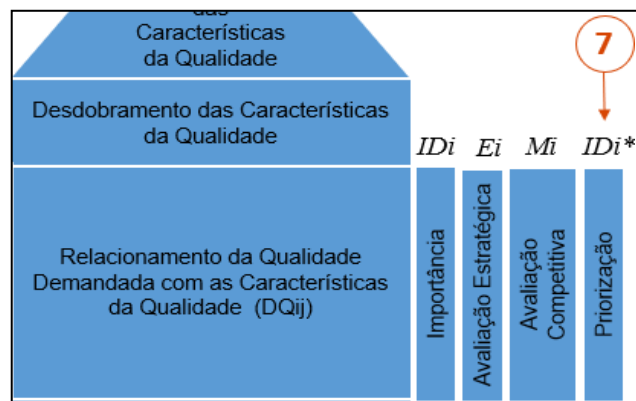 das
Características
da Qualidade
7
Desdobramento das Características
da Qualidade
IDi Ei Mi IDi*
Relacionamento da Qualidade
Demandada com as Características
da Qualidade (DQij)
Importância
Avaliação Estratégica
Avaliação
Competitiva
Priorização